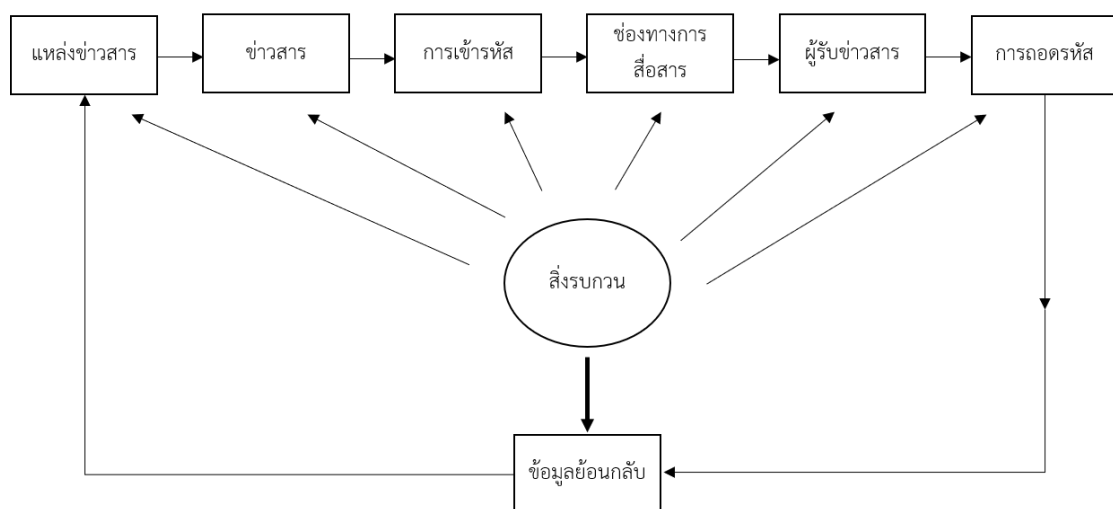 แหล่งข่าวสาร
ข่าวสาร
การเข้ารหัส
ช่องทางการ
สื่อสาร
ผู้รับข่าวสาร
การถอดรหัส
สิ่งรบกวน
ข้อมูลย้อนกลับ